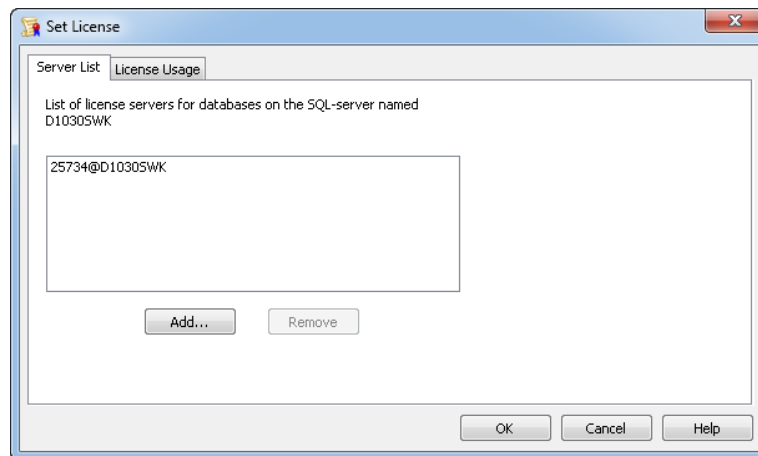 Set License
Server List License Usage
List of license servers for databases on the SQL-server named
D1030SWK
25734@D1030SWK
Add... Remove
OK Cancel Help